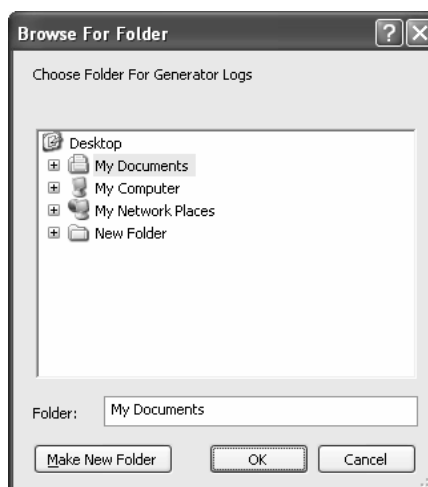 Browse For Folder
Choose Folder For Generator Logs
Desktop
My Documents
My Computer
My Network Places
New Folder
Folder: My Documents
Make New Folder OK Cancel